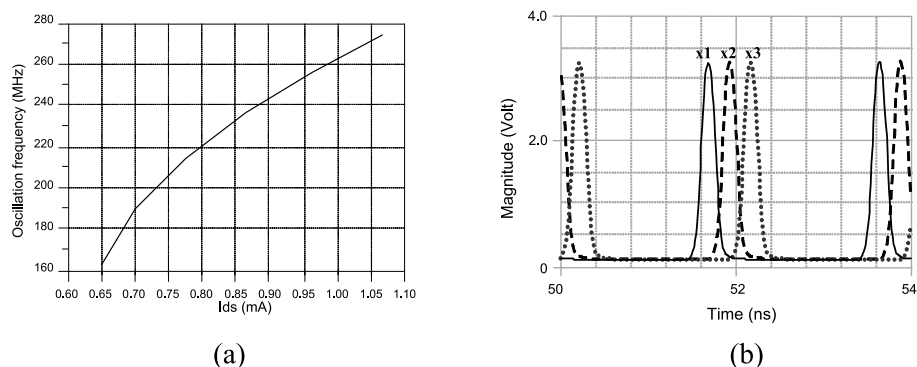 280
260
240
220
200
180
160
Oscillation frequency (MHz)
0.60 0.65 0.70 0.75 0.80 0.85 0.90 0.95 1.00 1.05 1.10
Ids (mA)
(a)
4.0
2.0
0
Magnitude (Volt)
x1 x2 x3
50 52 54
Time (ns)
(b)